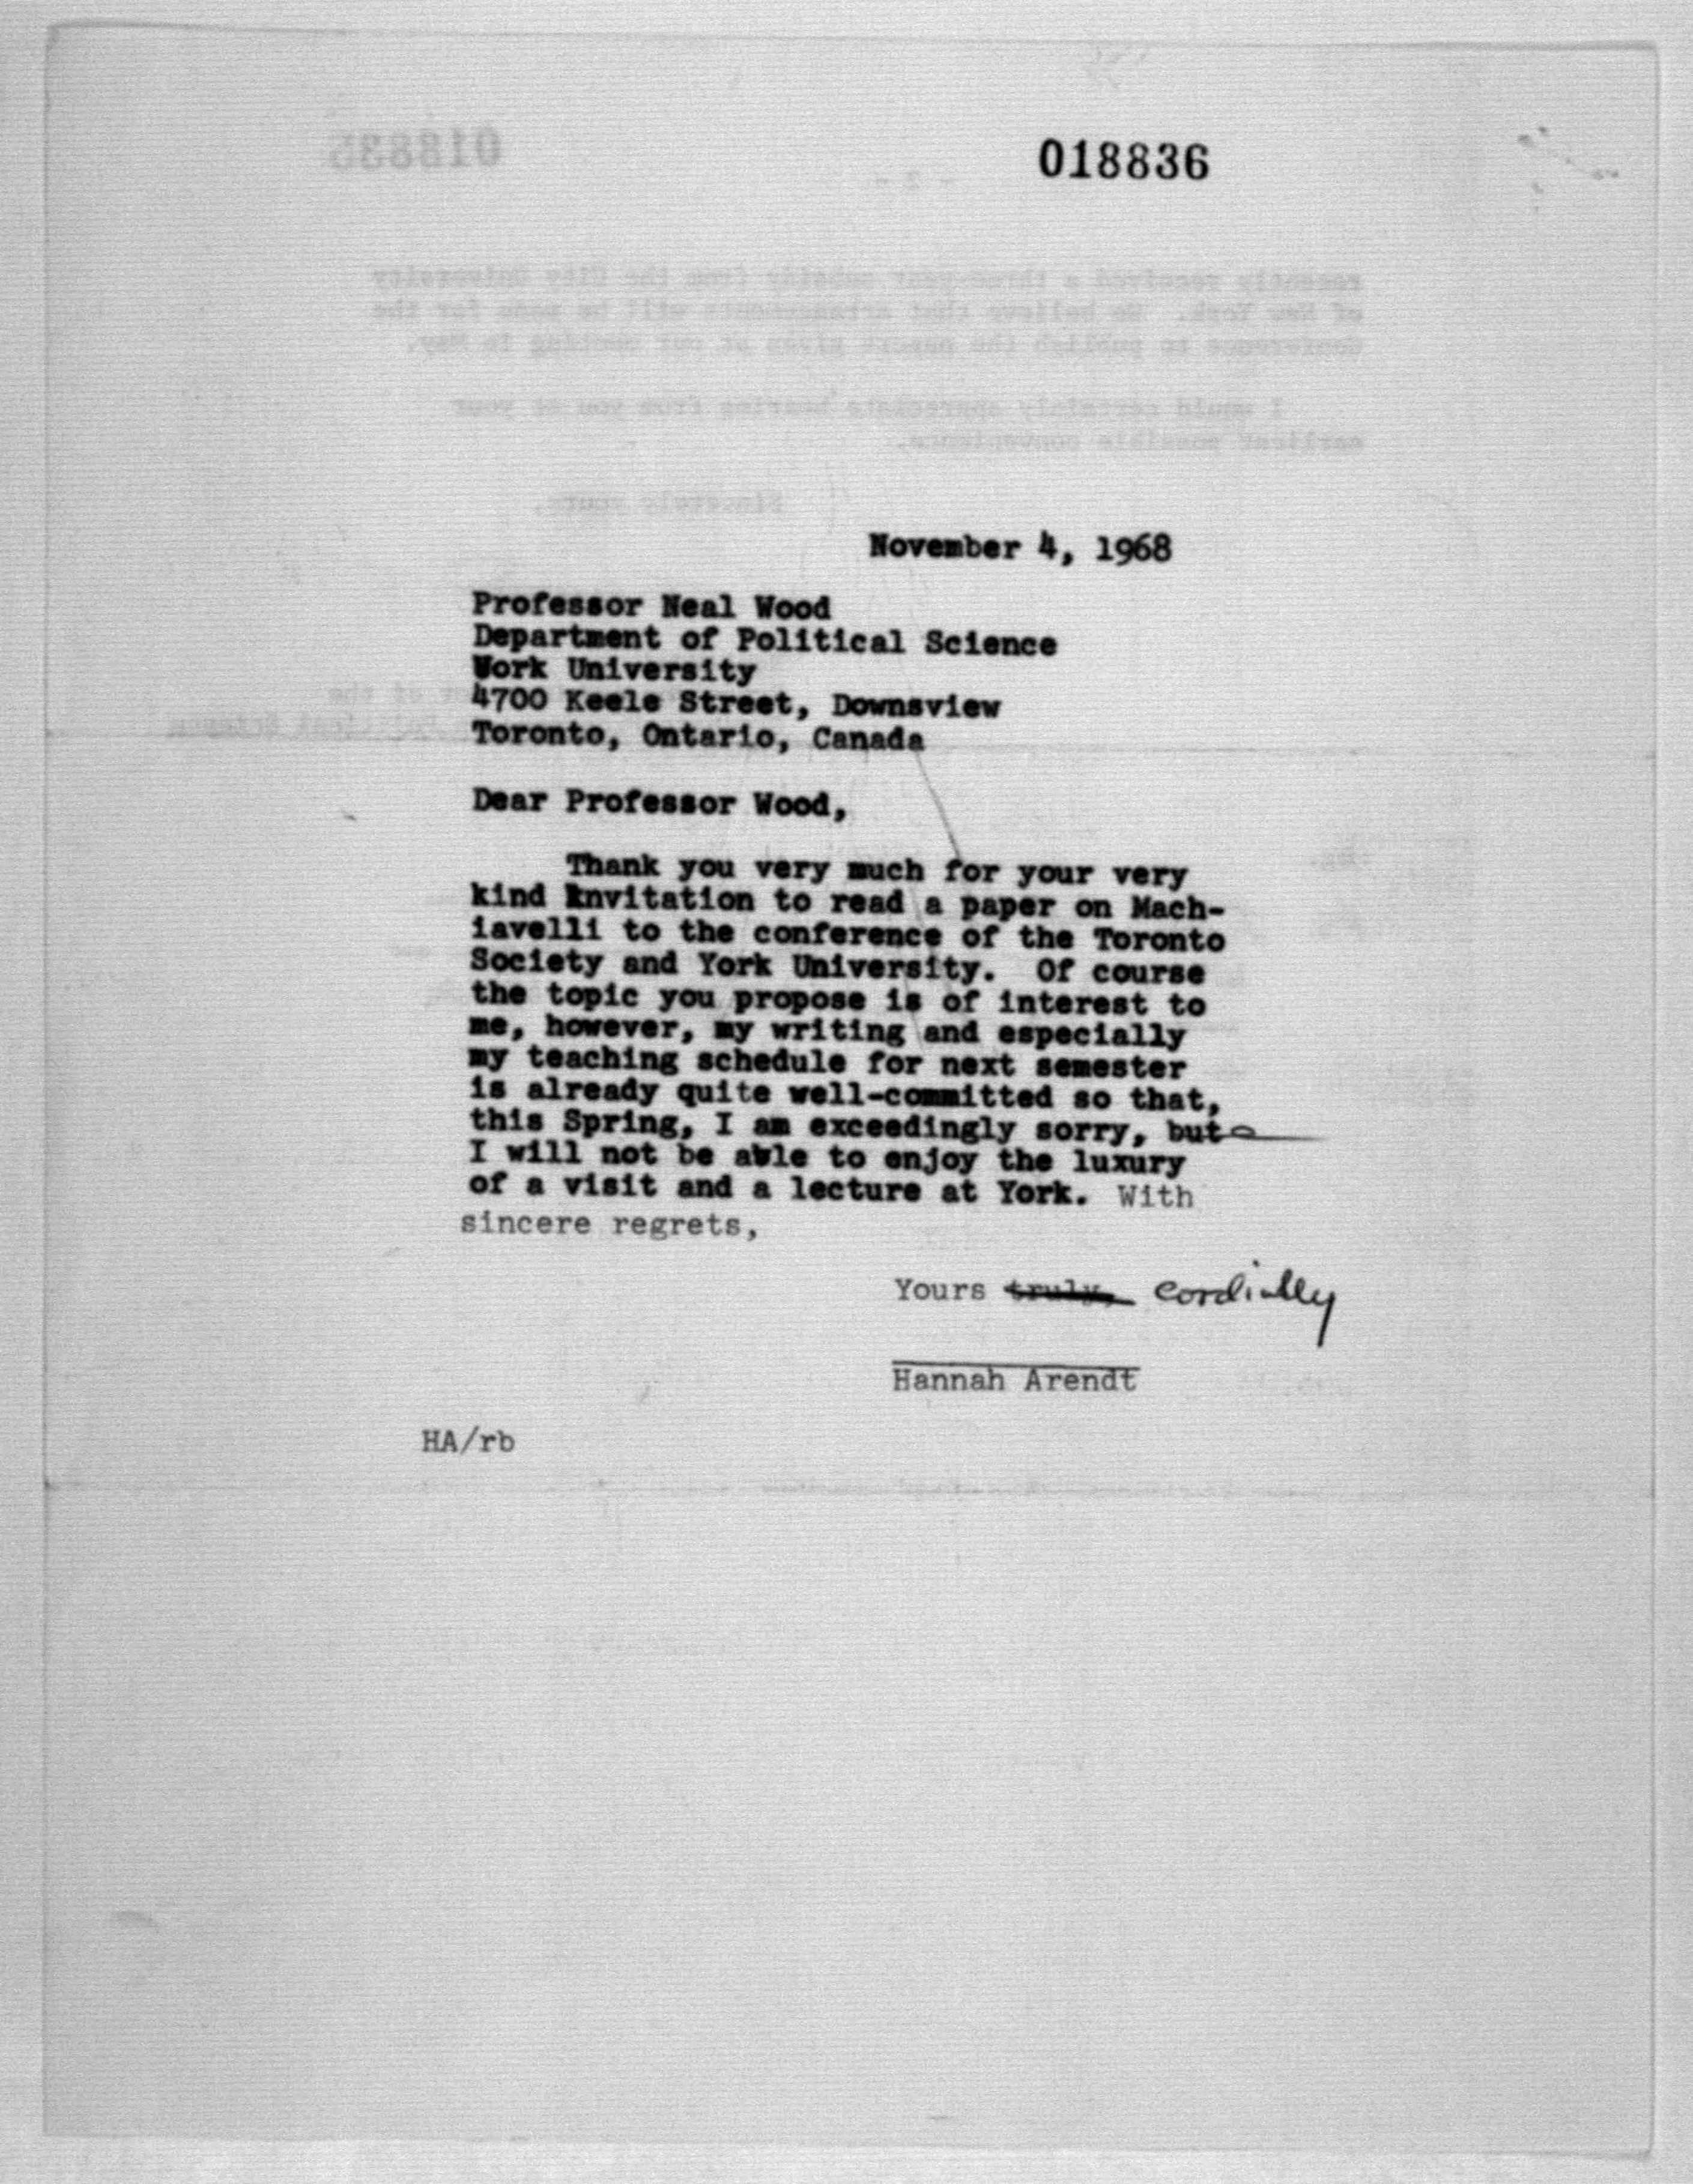 018836
November 4, 1968
Professor Neal Wood
Department of Political Science
York University
4700 Keele Street, Downsview
Toronto, Ontario, Canada
Dear Professor Wood,
Thank you very much for your very
kind invitation to read a paper on Mach-
iavelli to the conference of the Toronto
Society and York University. Of course
the topic you propose is of interest to
me, however, my writing and especially
my teaching schedule for next semester
is already quite well-committed so that,
this Spring, I am exceedingly sorry, but
I will not be able to enjoy the luxury
of a visit and a lecture at York. With
sincere regrets,
Yours truly, cordially
Hannah Arendt
HA/rb